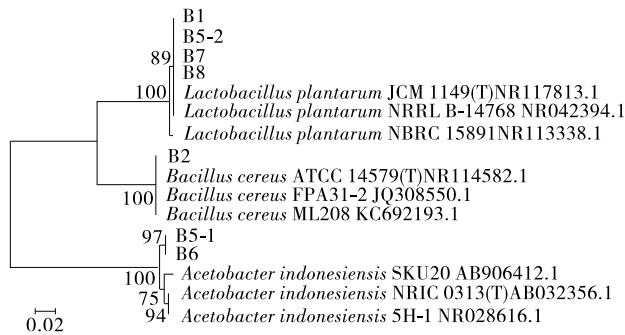 B1
B5-2
89
B7
B8
100
Lactobacillus plantarum JCM 1149(T)NR117813.1
Lactobacillus plantarum NRRL B-14768 NR042394.1
Lactobacillus plantarum NBRC 15891NR113338.1
B2
Bacillus cereus ATCC 14579(T)NR114582.1
Bacillus cereus FPA31-2 JQ308550.1
100
Bacillus cereus ML208 KC692193.1
97
B5-1
B6
100
Acetobacter indonesiensis SKU20 AB906412.1
75
Acetobacter indonesiensis NRIC 0313(T)AB032356.1
94
Acetobacter indonesiensis 5H-1 NR028616.1
0.02